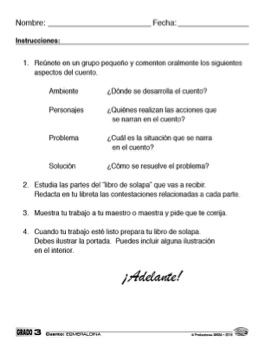 Nombre: Fecha:
Instrucciones:
1. Reúnete en un grupo pequeño y comenten oralmente los siguientes
aspectos del cuento.
Ambiente ¿Dónde se desarrolla el cuento?
Personajes ¿Quiénes realizan las acciones que
se narran en el cuento?
Problema ¿Cuál es la situación que se narra
en el cuento?
Solución ¿Cómo se resuelve el problema?
2. Estudia las partes del "libro de solapa" que vas a recibir.
Redacta en tu libreta las contestaciones relacionadas a cada parte.
3. Muestra tu trabajo a tu maestro o maestra y pide que te corrija.
4. Cuando tu trabajo esté listo prepara tu libro de solapa.
Debes ilustrar la portada. Puedes incluir alguna ilustración
en el interior.
¡Adelante!
GRADO 3 Cuento: ESMERALDINA